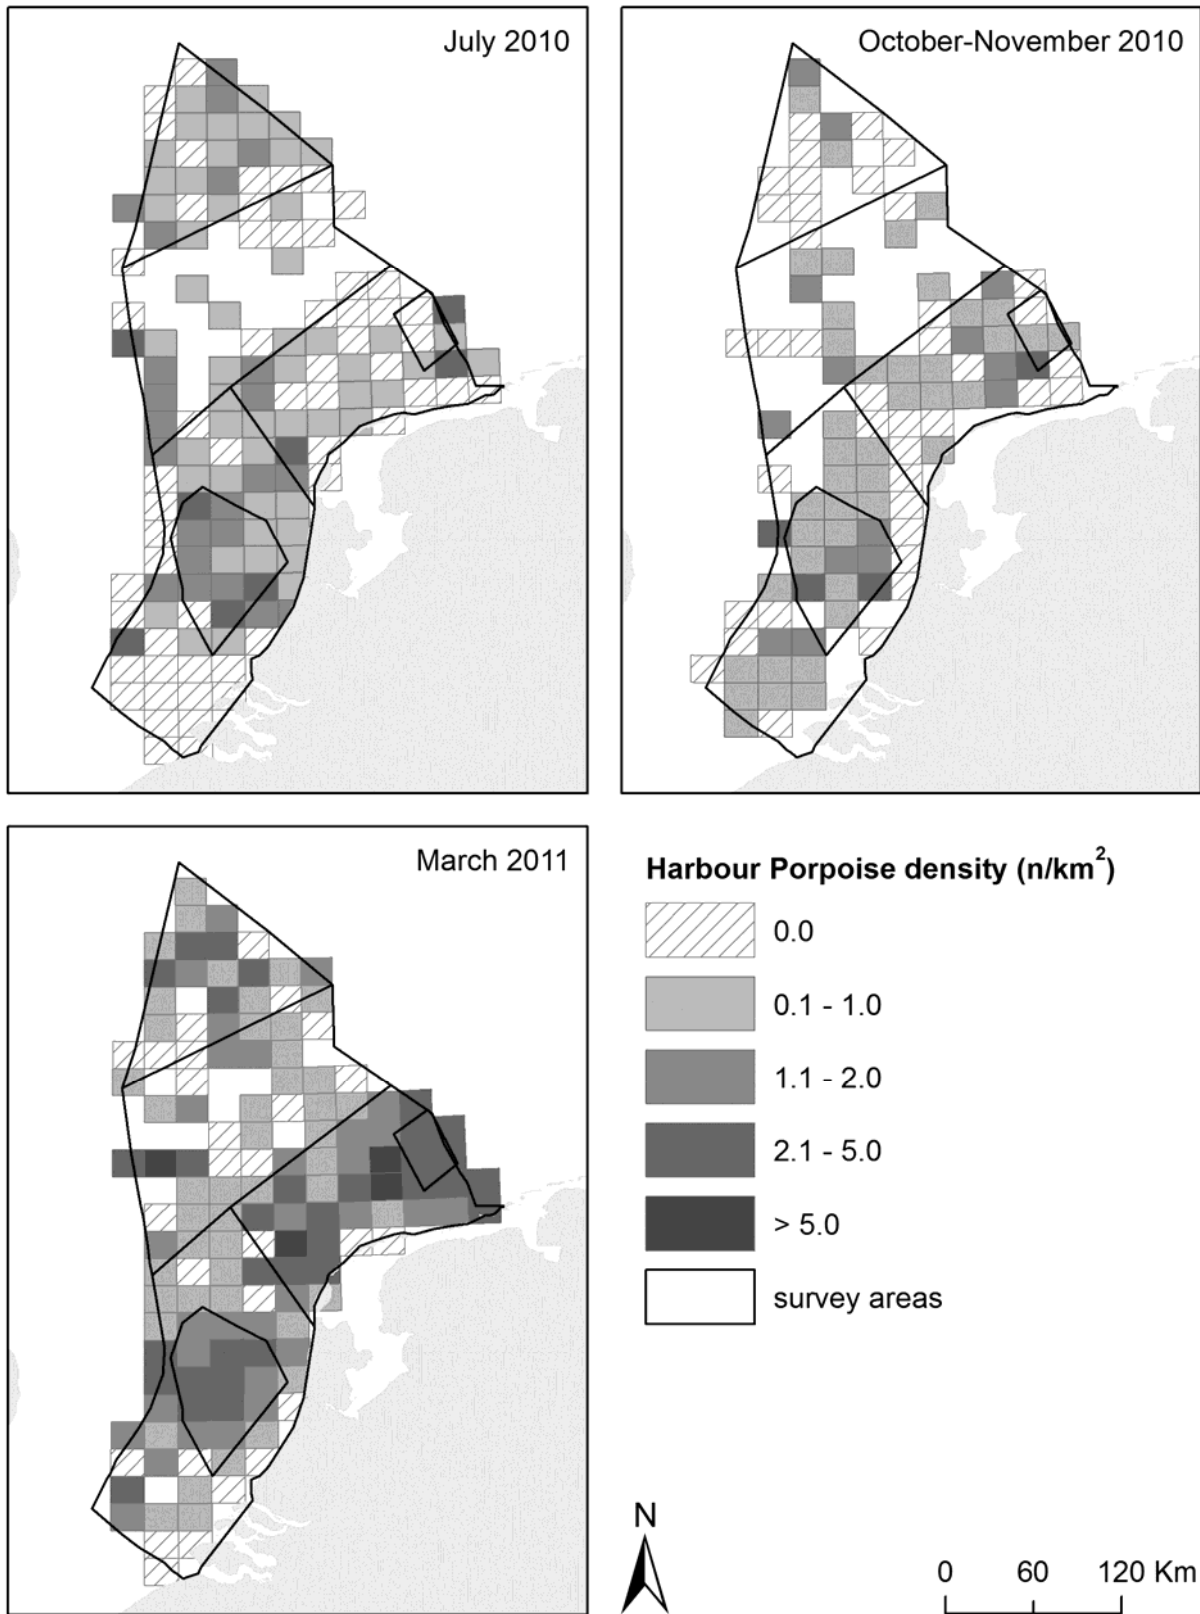 July 2010
October-November 2010
March 2011
Harbour Porpoise density (n/km²)
0.0
0.1 - 1.0
1.1 - 2.0
2.1 - 5.0
> 5.0
survey areas
N
0 60 120 Km